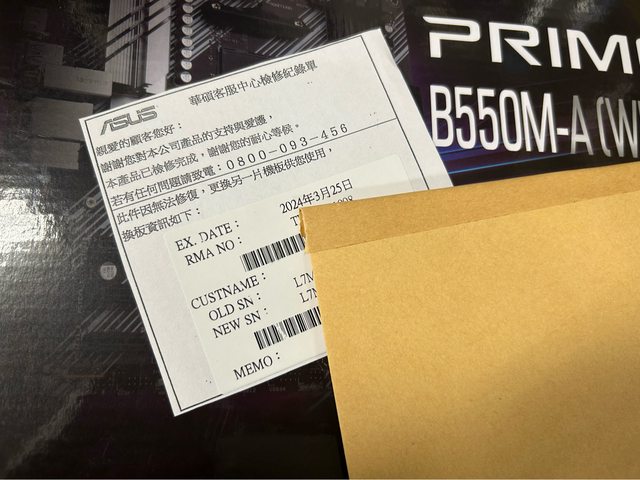 PRIM
B550M-A (W
ASUS
華碩客服中心檢修紀錄單
親愛的顧客您好：
謝謝您對本公司產品的支持與愛護，
本產品已檢修完成，謝謝您的耐心等候。
若有任何問題請致電：0800-093-456
此件因無法修復，更換另一片機板供您使用，
換板資訊如下：
EX. DATE： 2024年3月25日
RMA NO：
CUSTNAME：
OLD SN： L7
NEW SN： L7
MEMO：